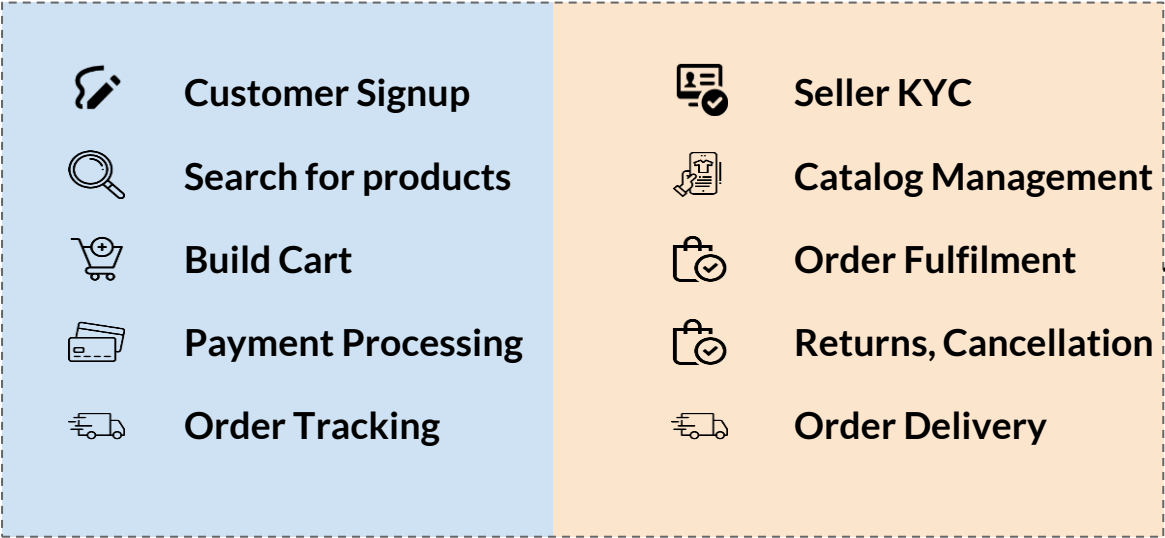 Customer Signup
Search for products
Build Cart
Payment Processing
Order Tracking
Seller KYC
Catalog Management
Order Fulfilment
Returns, Cancellation
Order Delivery